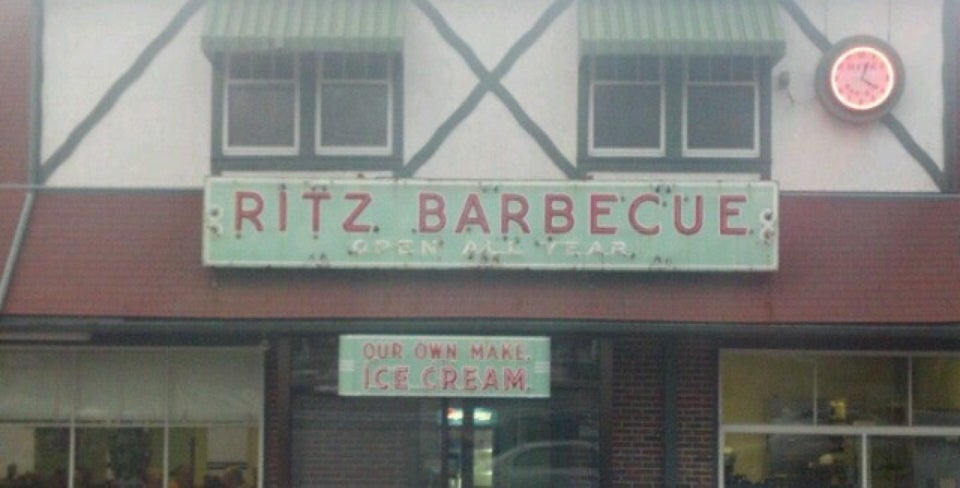 RITZ BARBECUE
OPEN ALL YEAR
OUR OWN MAKE
ICE CREAM